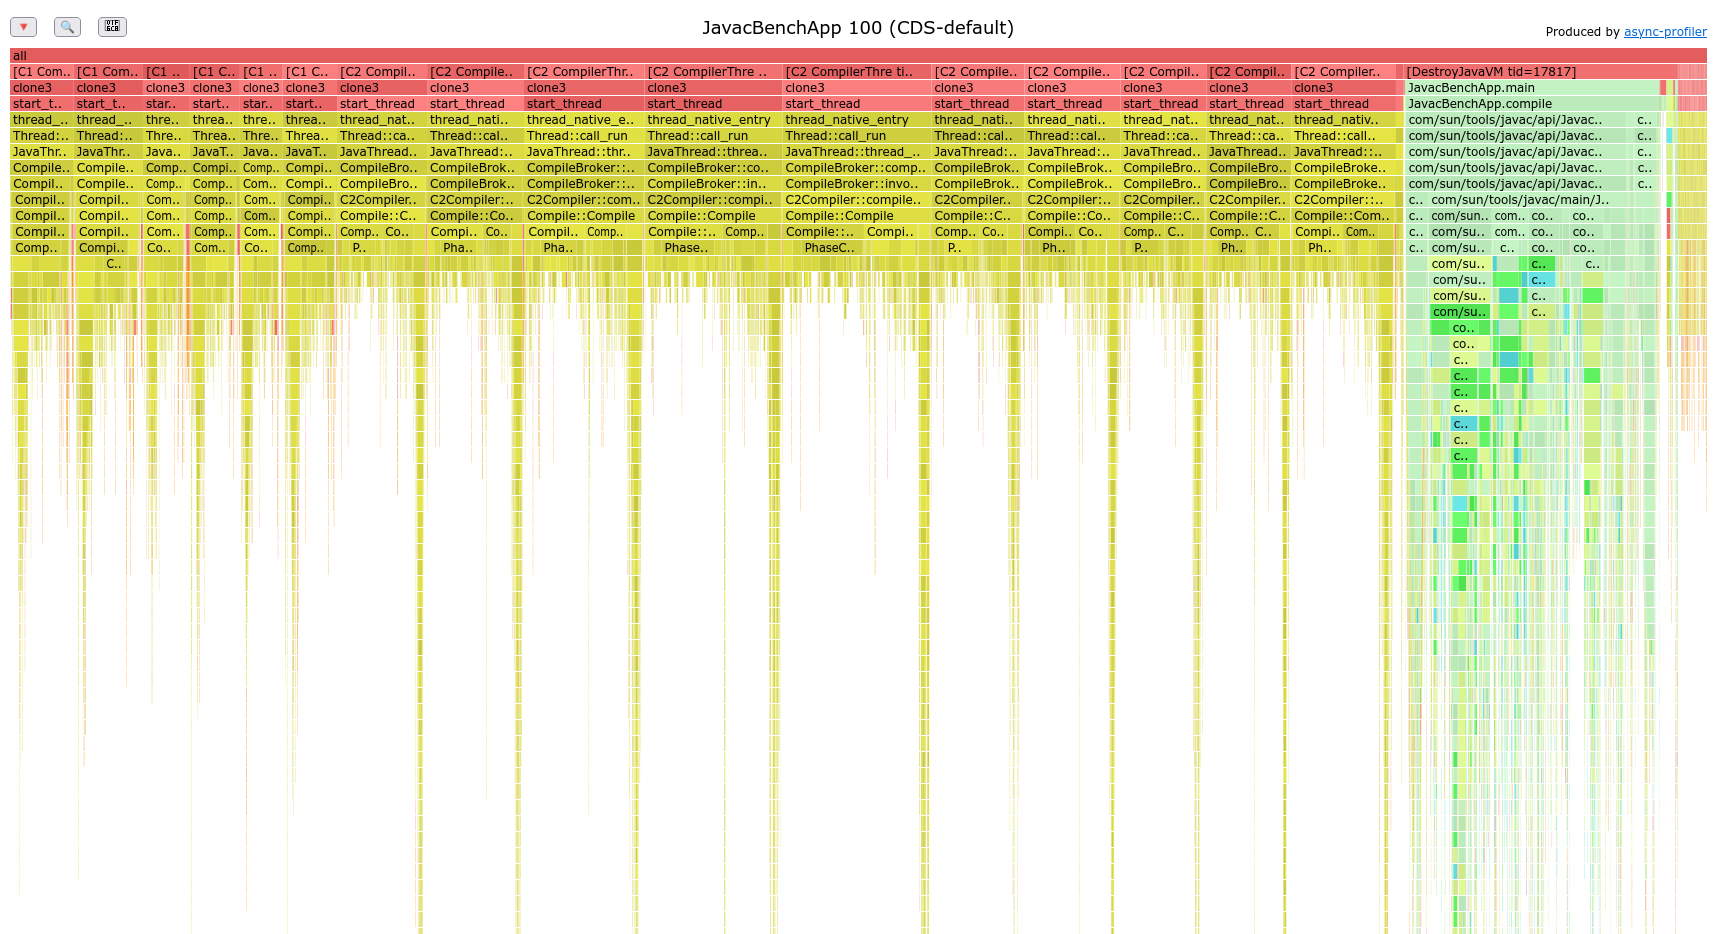 JavacBenchApp 100 (CDS-default)
Produced by async-profiler
all
[C1 Com.. [C1 Com.. [C1 .. [C1 C.. [C1 .. [C1 C.. [C2 Compil.. [C2 Compile.. [C2 CompilerThr.. [C2 CompilerThre .. [C2 CompilerThre ti.. [C2 Compile.. [C2 Compile.. [C2 Compil.. [C2 Compil.. [C2 Compiler.. [DestroyJavaVM tid=17817]
clone3 clone3 clone3 clone3 clone3 clone3 clone3 clone3 clone3 clone3 clone3 clone3 clone3 clone3 clone3 clone3 JavacBenchApp.main
start_t.. start_t.. star.. start.. star.. start.. start_thread start_thread start_thread start_thread start_thread start_thread start_thread start_thread start_thread start_thread JavacBenchApp.compile
thread_.. thread_.. thre.. threa.. thre.. threa.. thread_nat.. thread_nati.. thread_native_e.. thread_native_entry thread_native_entry thread_nati.. thread_nati.. thread_nat.. thread_nat.. thread_nativ.. com/sun/tools/javac/api/Javac.. c..
Thread:.. Thread:.. Thre.. Threa.. Thre.. Threa.. Thread::ca.. Thread::cal.. Thread::call_run Thread::call_run Thread::call_run Thread::cal.. Thread::cal.. Thread::ca.. Thread::ca.. Thread::call.. com/sun/tools/javac/api/Javac.. c..
JavaThr.. JavaThr.. Java.. JavaT.. Java.. JavaT.. JavaThread.. JavaThread:.. JavaThread::thr.. JavaThread::threa.. JavaThread::thread_.. JavaThread:.. JavaThread:.. JavaThread.. JavaThread.. JavaThread::.. com/sun/tools/javac/api/Javac.. c..
Compile.. Compile.. Comp.. Compi.. Comp.. Compi.. CompileBro.. CompileBrok.. CompileBroker::.. CompileBroker::co.. CompileBroker::comp.. CompileBrok.. CompileBrok.. CompileBro.. CompileBro.. CompileBroke.. com/sun/tools/javac/api/Javac.. c..
Compil.. Compile.. Comp.. Comp.. Com.. Compi.. CompileBro.. CompileBrok.. CompileBroker::.. CompileBroker::in.. CompileBroker::invo.. CompileBrok.. CompileBrok.. CompileBro.. CompileBro.. CompileBroke.. com/sun/tools/javac/api/Javac.. c..
Compil.. Compil.. Com.. Comp.. Com.. Compi.. C2Compiler.. C2Compiler:.. C2Compiler::com.. C2Compiler::compi.. C2Compiler::compile.. C2Compiler.. C2Compiler:.. C2Compiler.. C2Compiler.. C2Compiler::.. c.. com/sun/tools/javac/main/J..
Compil.. Compil.. Com.. Comp.. Com.. Compi.. Compile::C.. Compile::Co.. Compile::Compile Compile::Compile Compile::Compile Compile::C.. Compile::Co.. Compile::C.. Compile::C.. Compile::Com.. c.. com/sun.. com.. co.. co..
Compil.. Compil.. Com.. Comp.. Com.. Compi.. Comp.. Co.. Compi.. Co.. Compil.. Comp.. Compile::.. Comp.. Compile::.. Compi.. Comp.. Co.. Compi.. Co.. Comp.. C.. Comp.. C.. Compi.. Com.. c.. com/su.. com.. co.. co..
Comp.. Compi.. Co.. Com.. Co.. Comp.. P.. Pha.. Pha.. Phase.. PhaseC.. P.. Ph.. P.. Ph.. Ph.. c.. com/su.. c.. co.. co..
C.. com/su.. c.. c..
com/su.. c..
com/su.. c..
com/su.. c..
co..
co..
c..
c..
c..
c..
c..
c..
c..